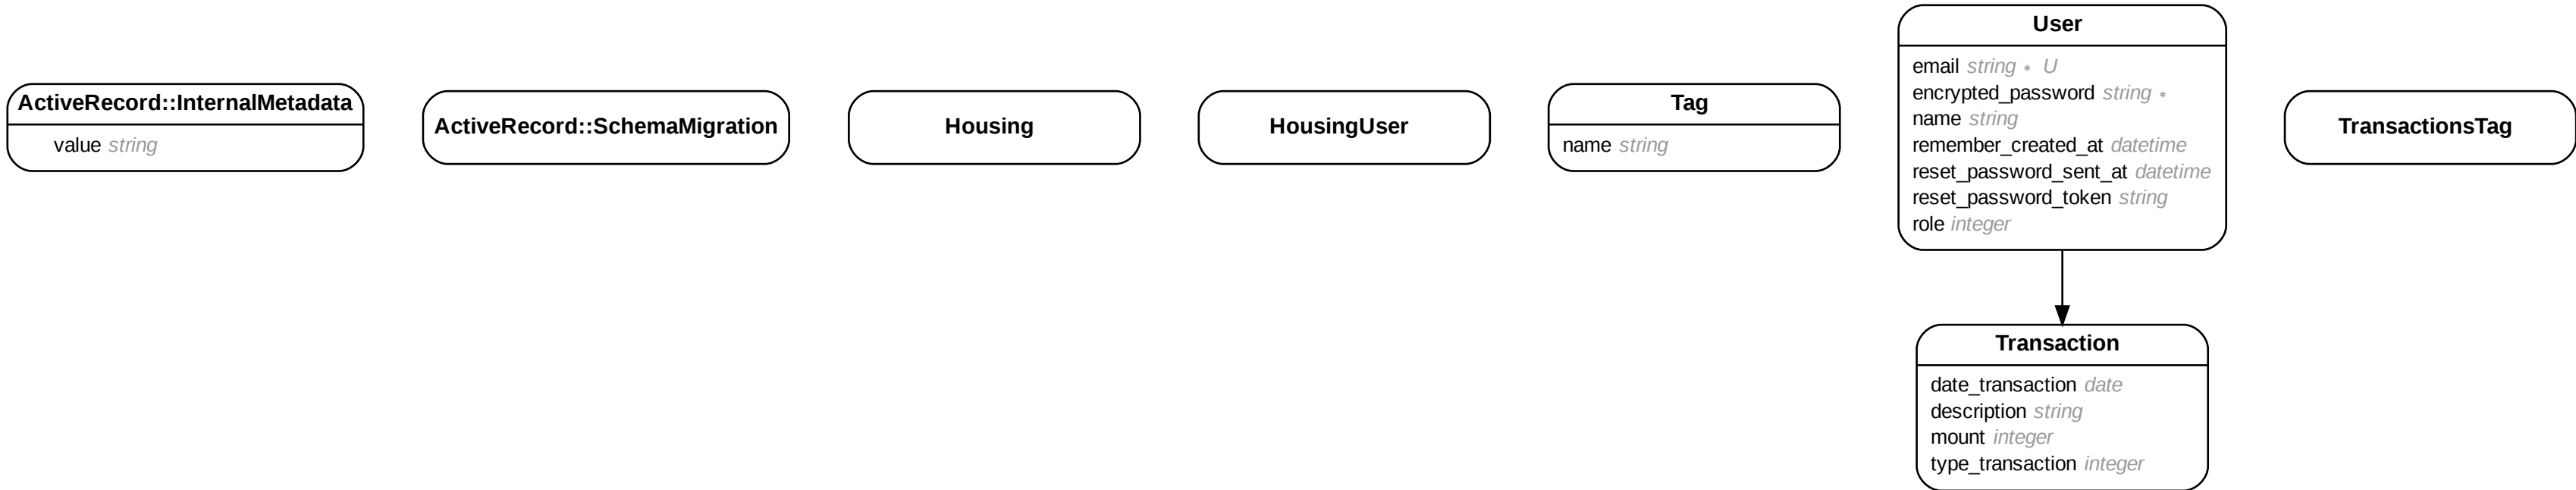 ActiveRecord::InternalMetadata
value string
ActiveRecord::SchemaMigration
Housing
HousingUser
Tag
name string
User
email string * U
encrypted_password string *
name string
remember_created_at datetime
reset_password_sent_at datetime
reset_password_token string
role integer
TransactionsTag
Transaction
date_transaction date
description string
mount integer
type_transaction integer